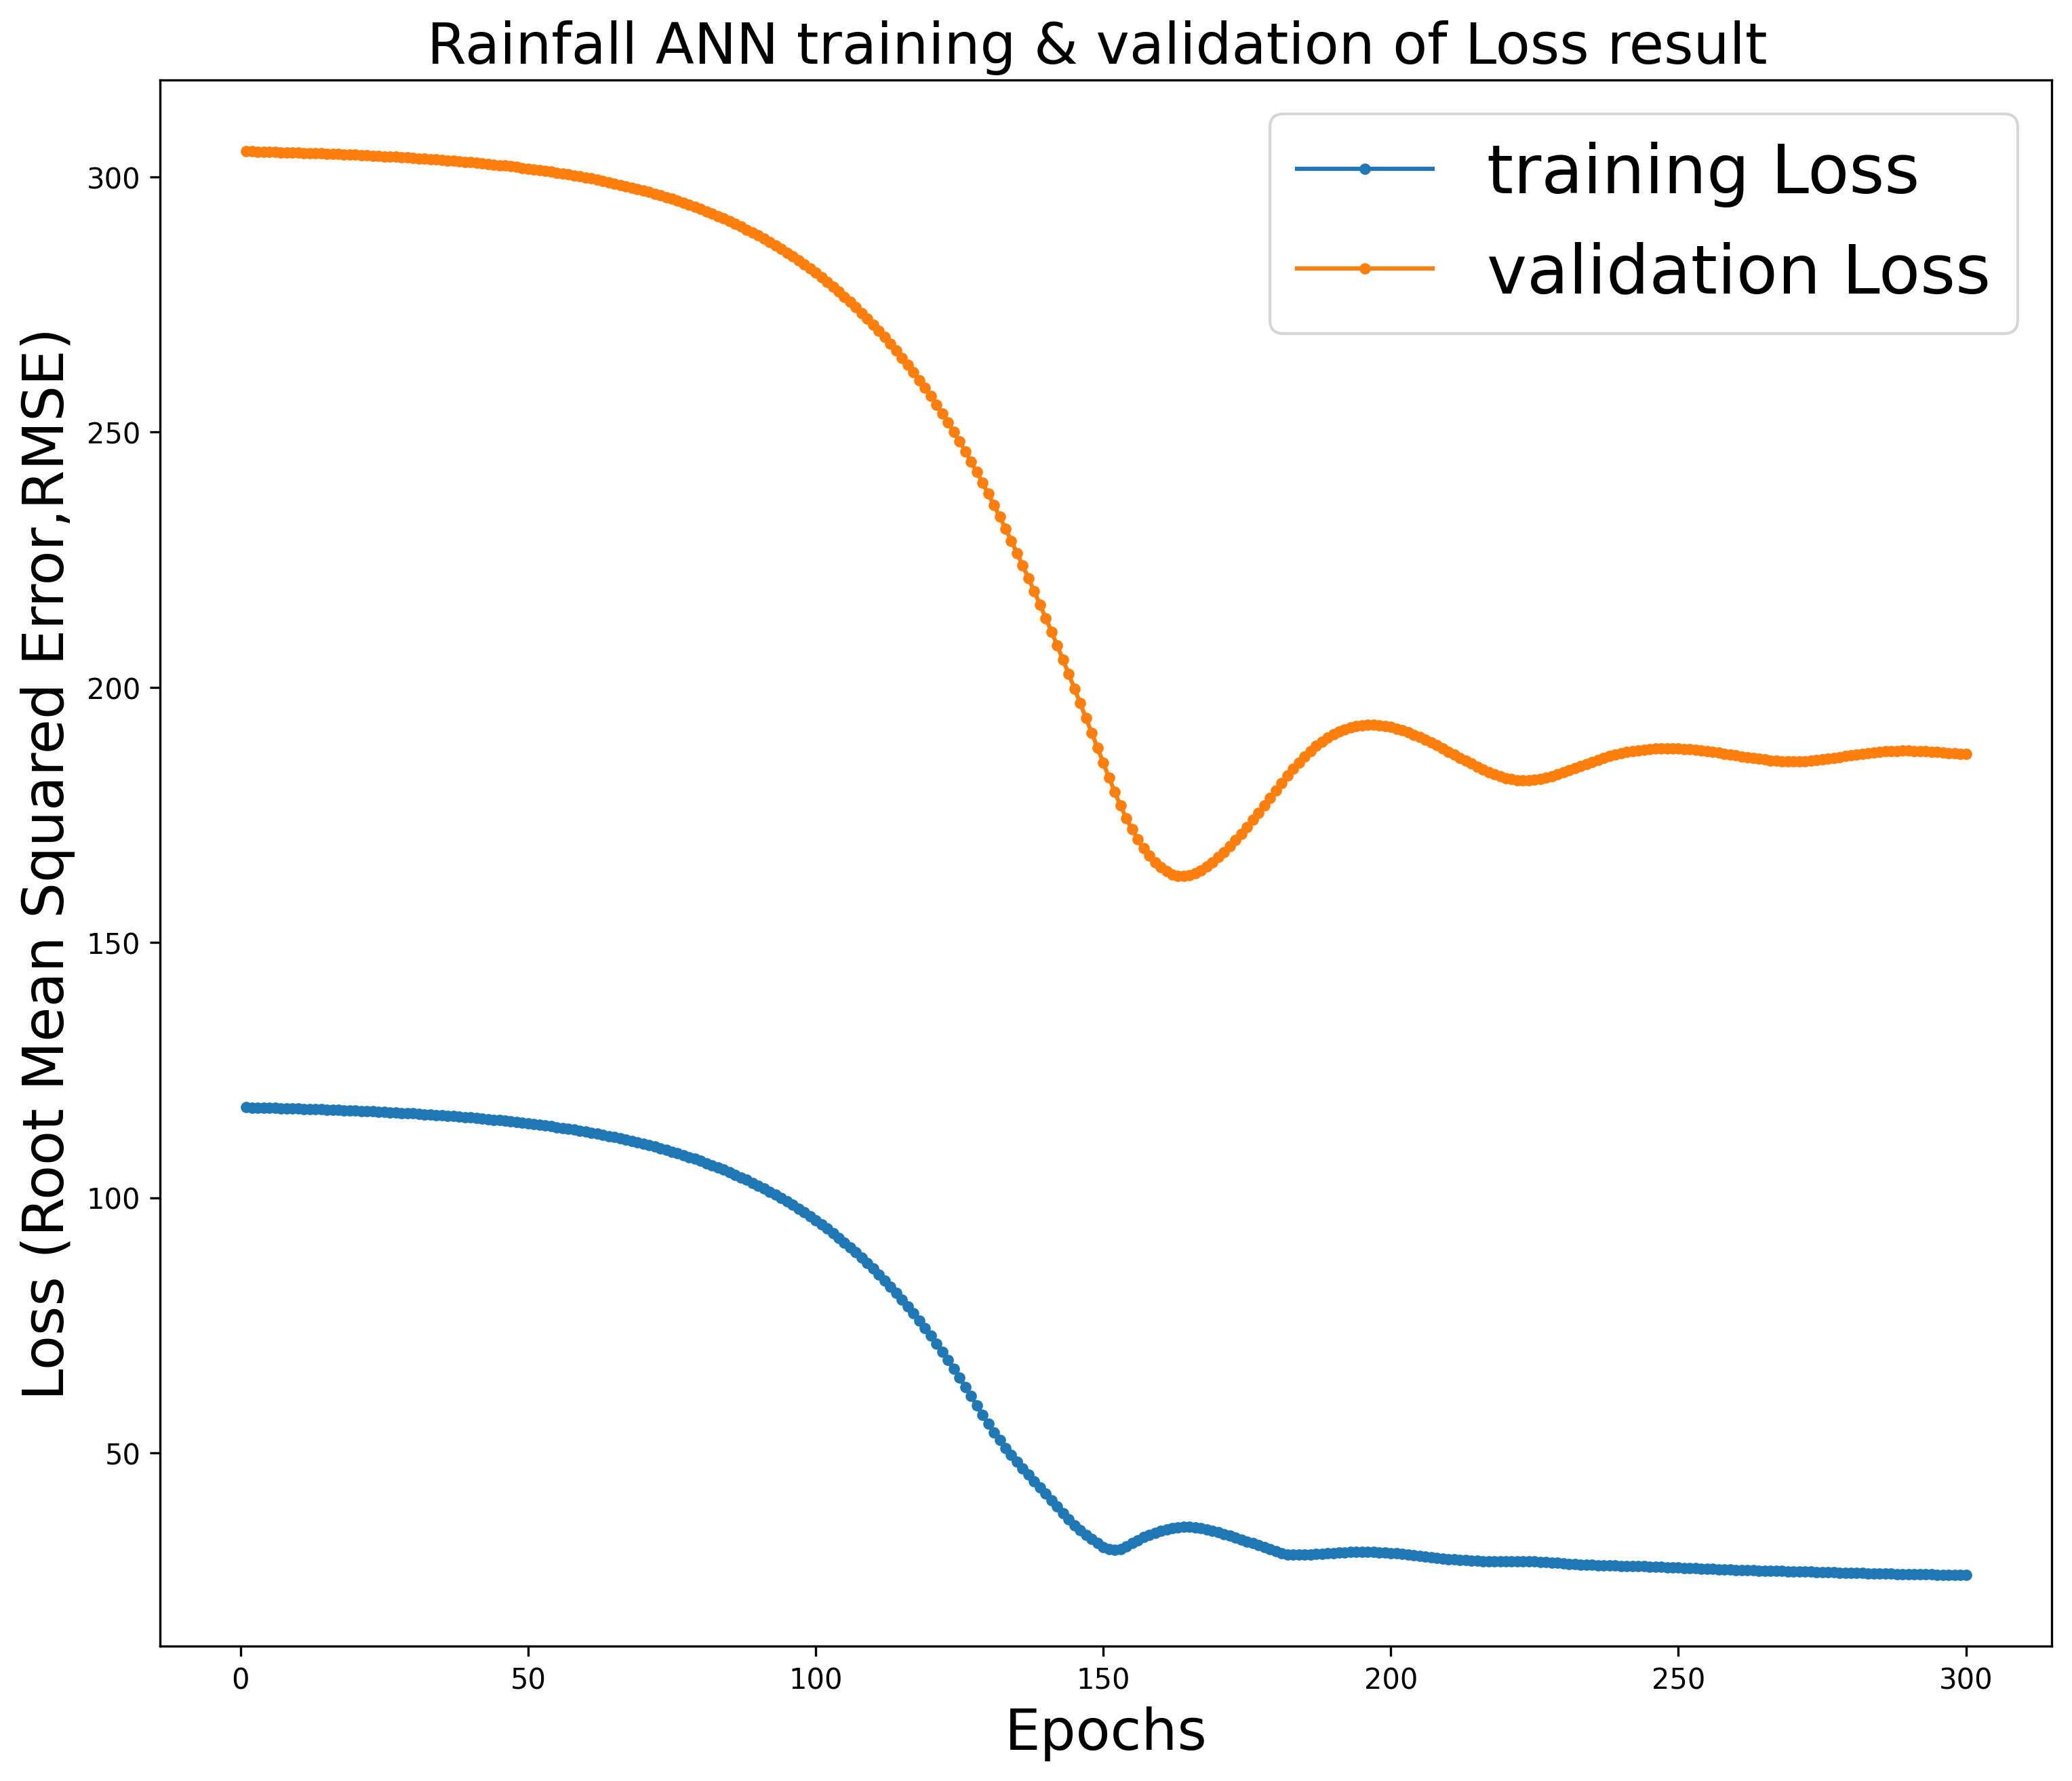 Rainfall ANN training & validation of Loss result
training Loss
validation Loss
Loss (Root Mean Squared Error,RMSE)
300
250
200
150
100
50
0
50
100
150
200
250
300
Epochs